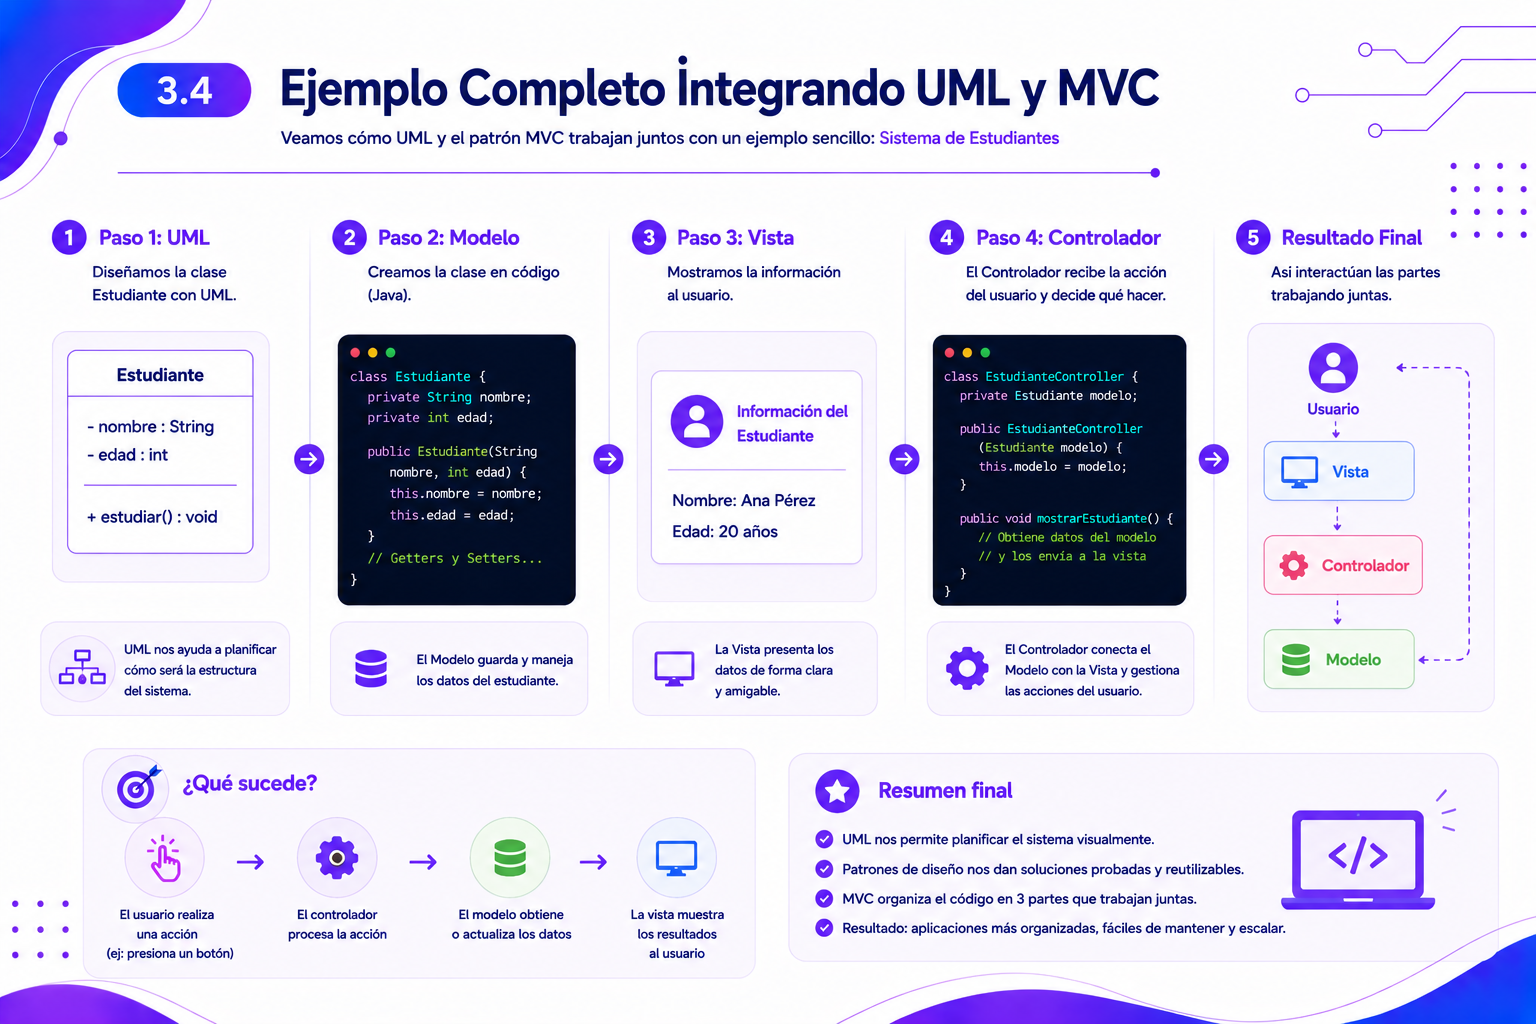 3.4
Ejemplo Completo İntegrando UML y MVC
Veamos cómo UML y el patrón MVC trabajan juntos con un ejemplo sencillo: Sistema de Estudiantes
1 Paso 1: UML
Diseñamos la clase
Estudiante con UML.
Estudiante
- nombre : String
- edad : int
+ estudiar() : void
UML nos ayuda a planificar
cómo será la estructura
del sistema.
2 Paso 2: Modelo
Creamos la clase en código
(Java).
class Estudiante {
private String nombre;
private int edad;
public Estudiante(String
nombre, int edad) {
this.nombre = nombre;
this.edad = edad;
}
// Getters y Setters...
}
El Modelo guarda y maneja
los datos del estudiante.
3 Paso 3: Vista
Mostramos la información
al usuario.
Información del
Estudiante
Nombre: Ana Pérez
Edad: 20 años
La Vista presenta los
datos de forma clara
y amigable.
4 Paso 4: Controlador
El Controlador recibe la acción
del usuario y decide qué hacer.
class EstudianteController {
private Estudiante modelo;
public EstudianteController
(Estudiante modelo) {
this.modelo = modelo;
}
public void mostrarEstudiante() {
// Obtiene datos del modelo
// y los envía a la vista
}
}
El Controlador conecta el
Modelo con la Vista y gestiona
las acciones del usuario.
5 Resultado Final
Asi interactúan las partes
trabajando juntas.
Usuario
Vista
Controlador
Modelo
¿Qué sucede?
El usuario realiza
una acción
(ej: presiona un botón)
El controlador
procesa la acción
El modelo obtiene
o actualiza los datos
La vista muestra
los resultados
al usuario
Resumen final
UML nos permite planificar el sistema visualmente.
Patrones de diseño nos dan soluciones probadas y reutilizables.
MVC organiza el código en 3 partes que trabajan juntas.
Resultado: aplicaciones más organizadas, fáciles de mantener y escalar.
</>